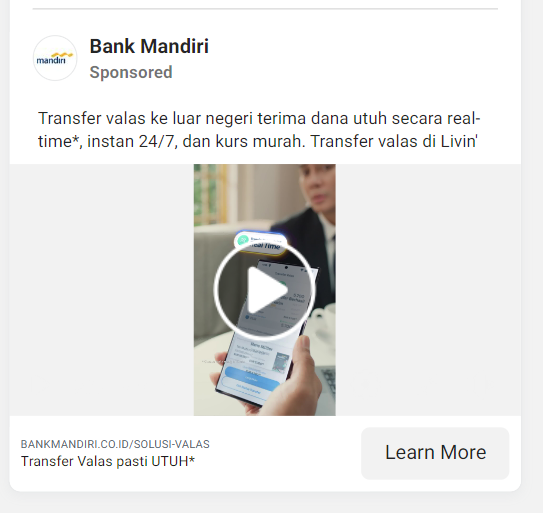 mandiri
Bank Mandiri
Sponsored
Transfer valas ke luar negeri terima dana utuh secara real-
time*, instan 24/7, dan kurs murah. Transfer valas di Livin'
Real Time
BANKMANDIRI.CO.ID/SOLUSI-VALAS
Transfer Valas pasti UTUH*
Learn More